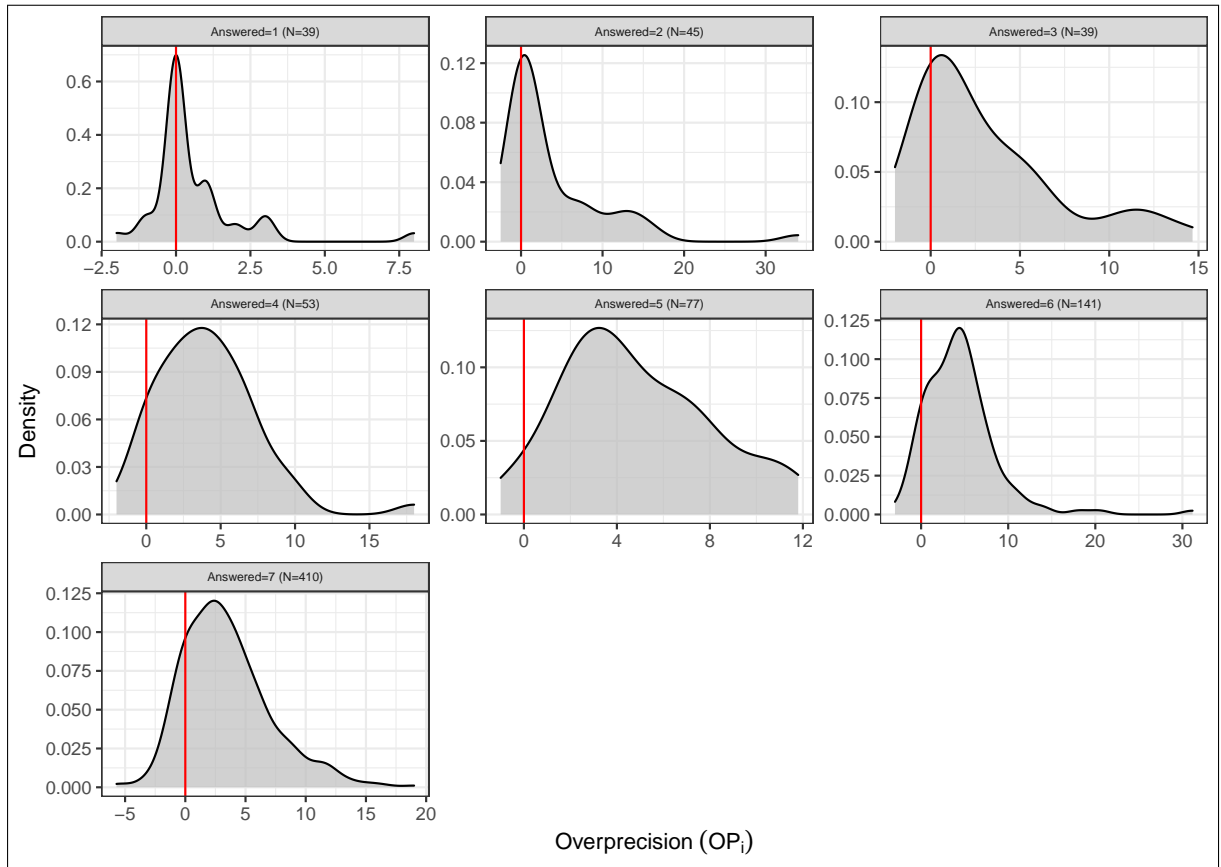 Answered=1 (N=39)
Answered=2 (N=45)
Answered=3 (N=39)
0.6
0.4
0.2
0.0
−2.5 0.0 2.5 5.0 7.5
0.12
0.08
0.04
0.00
0 10 20 30
0.10
0.05
0.00
0 5 10 15
Answered=4 (N=53)
Answered=5 (N=77)
Answered=6 (N=141)
0.12
0.09
0.06
0.03
0.00
0 5 10 15
0.10
0.05
0.00
0 4 8 12
0.125
0.100
0.075
0.050
0.025
0.000
0 10 20 30
Answered=7 (N=410)
0.125
0.100
0.075
0.050
0.025
0.000
−5 0 5 10 15 20
Density
Overprecision (OPᵢ)